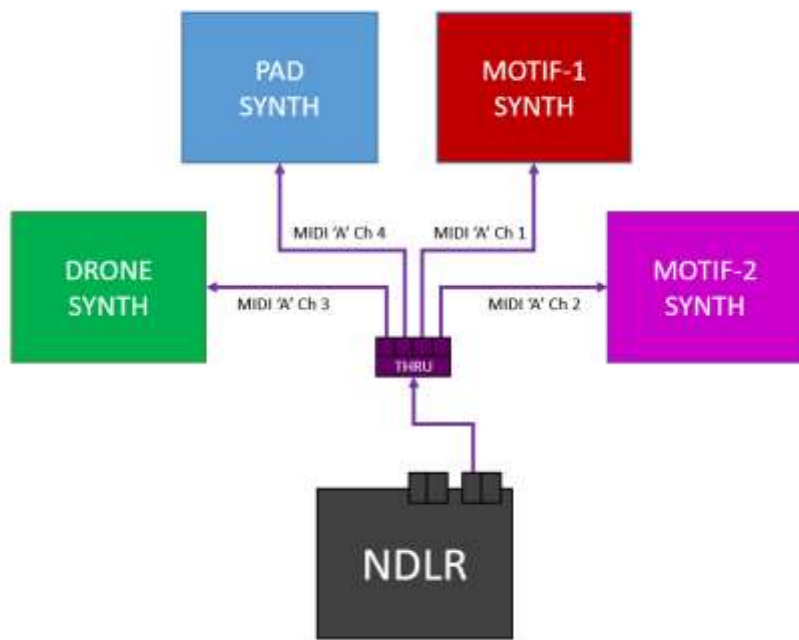 PAD
SYNTH
MOTIF-1
SYNTH
MIDI ‘A’ Ch 4
MIDI ‘A’ Ch 1
DRONE
SYNTH
MOTIF-2
SYNTH
MIDI ‘A’ Ch 3
MIDI ‘A’ Ch 2
THRU
NDLR